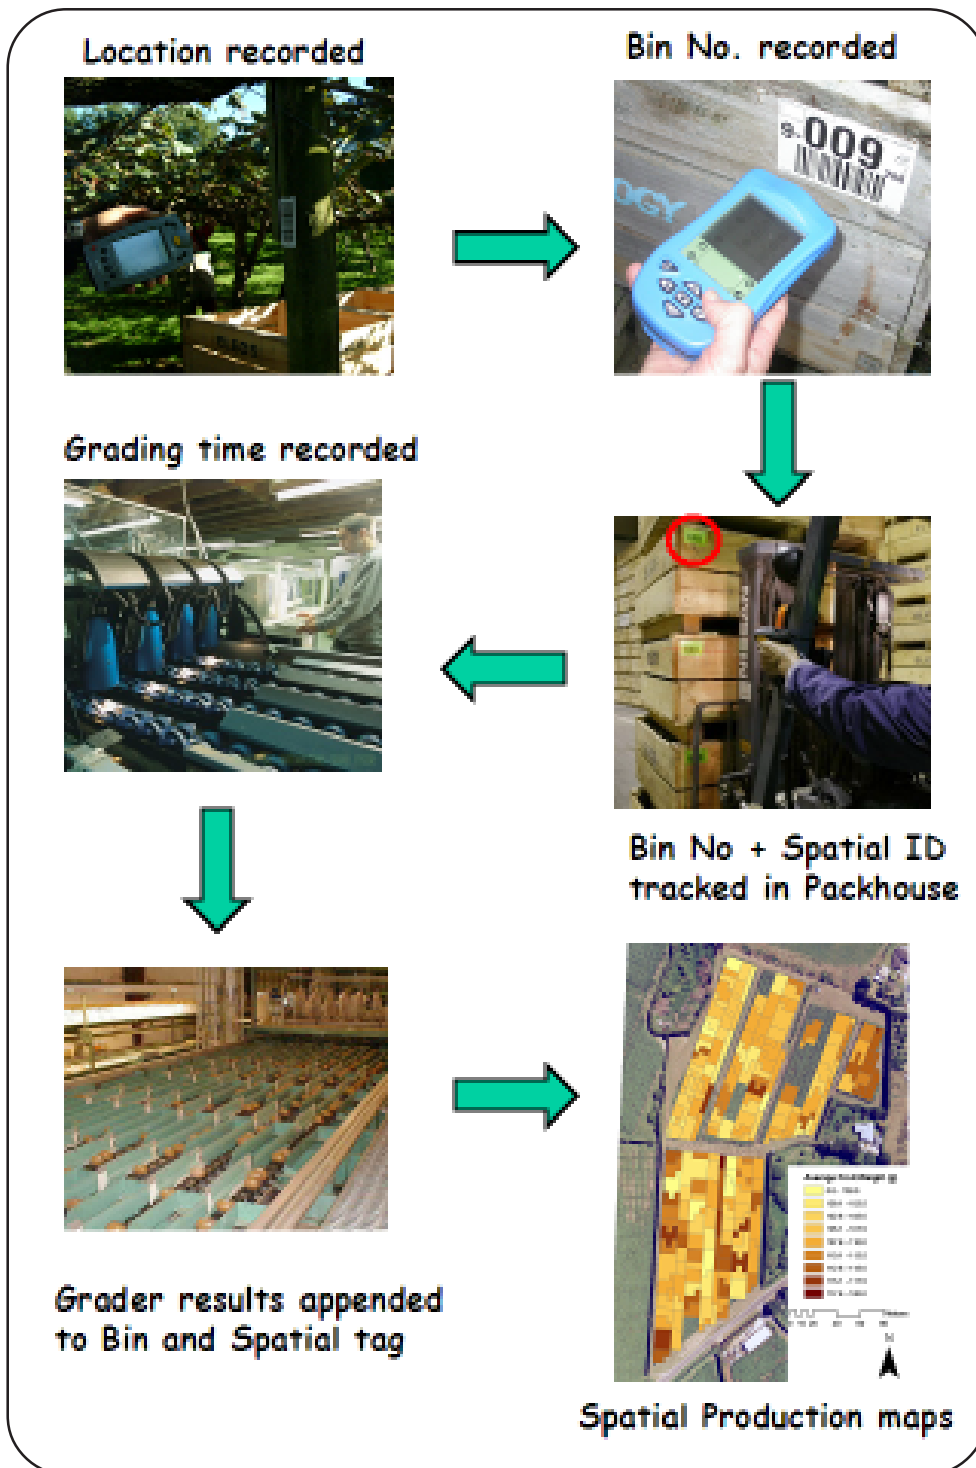 Location recorded
Bin No. recorded
009
OGY
Grading time recorded
Bin No + Spatial ID
tracked in Packhouse
Grader results appended
to Bin and Spatial tag
Spatial Production maps